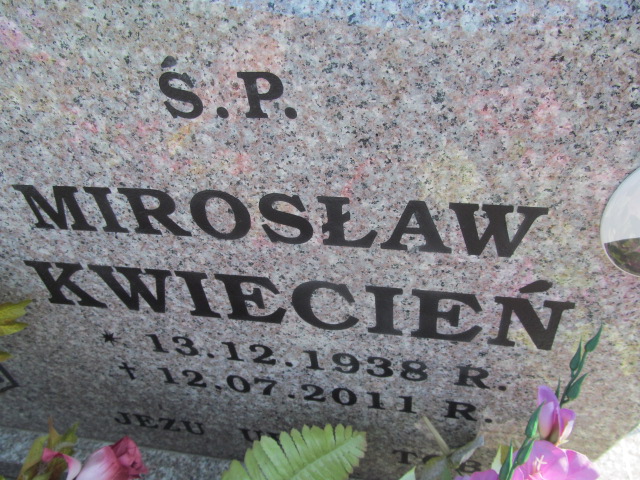 Ś.P.
MIROSŁAW
KWIECIEŃ
* 13.12.1938 R.
† 12.07.2011 R.
JEZU